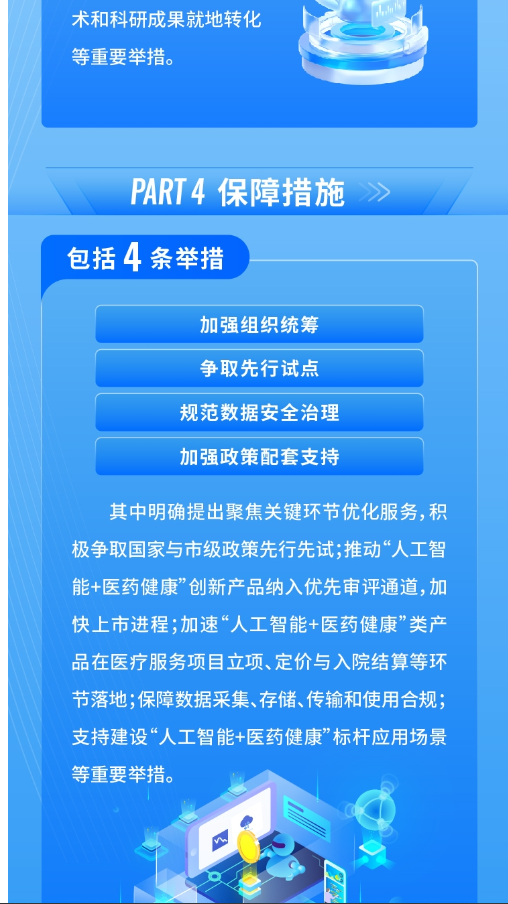 术和科研成果就地转化
等重要举措。
PART 4 保障措施
包括 4 条举措
加强组织统筹
争取先行试点
规范数据安全治理
加强政策配套支持
其中明确提出聚焦关键环节优化服务，积
极争取国家与市级政策先行先试；推动“人工智
能+医药健康”创新产品纳入优先审评通道，加
快上市进程；加速“人工智能+医药健康”类产
品在医疗服务项目立项、定价与入院结算等环
节落地；保障数据采集、存储、传输和使用合规；
支持建设“人工智能+医药健康”标杆应用场景
等重要举措。